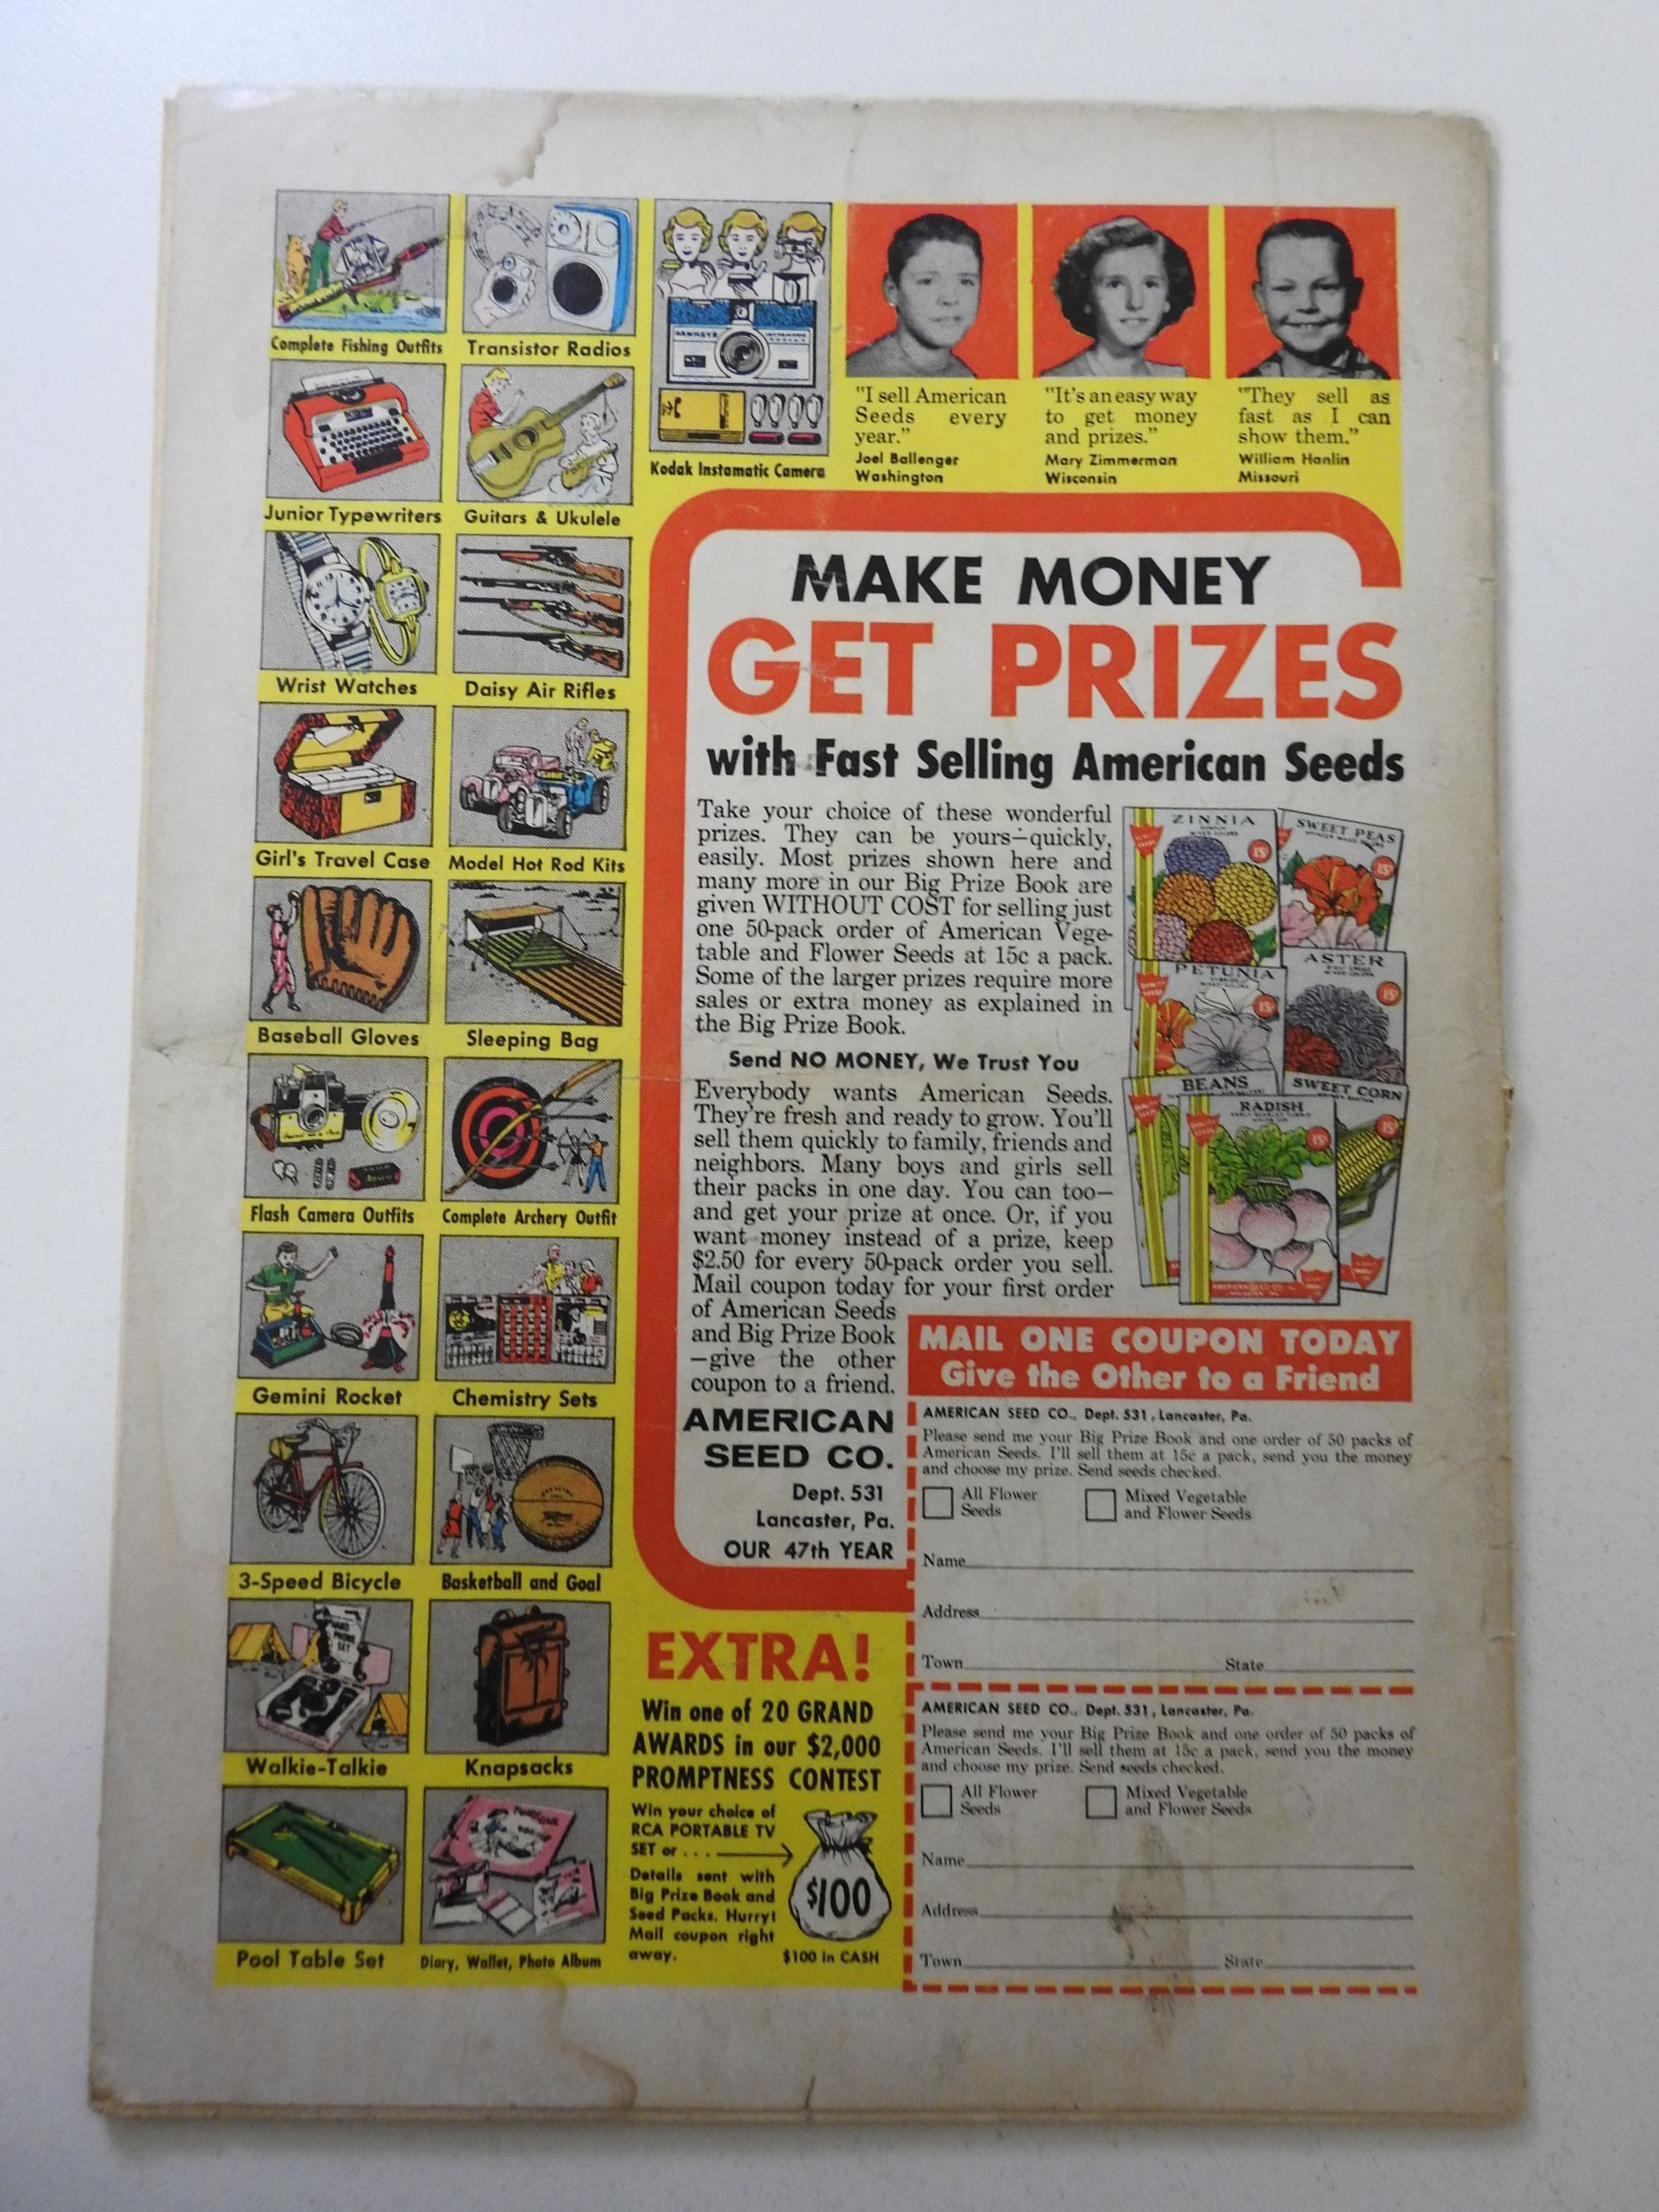 Complete Fishing Outfits
Transistor Radios
Kodak Instamatic Camera
Junior Typewriters
Guitars & Ukulele
Wrist Watches
Daisy Air Rifles
Girl's Travel Case
Model Hot Rod Kits
Baseball Gloves
Sleeping Bag
Flash Camera Outfits
Complete Archery Outfit
Gemini Rocket
Chemistry Sets
3-Speed Bicycle
Basketball and Goal
Walkie-Talkie
Knapsacks
Pool Table Set
Diary, Wallet, Photo Album
"I sell American
Seeds every
year."
Joel Ballenger
Washington
"It's an easy way
to get money
and prizes."
Mary Zimmerman
Wisconsin
"They sell as
fast as I can
show them."
William Hanlin
Missouri
MAKE MONEY
GET PRIZES
with Fast Selling American Seeds
Take your choice of these wonderful
prizes. They can be yours—quickly,
easily. Most prizes shown here and
many more in our Big Prize Book are
given WITHOUT COST for selling just
one 50-pack order of American Vege-
table and Flower Seeds at 15c a pack.
Some of the larger prizes require more
sales or extra money as explained in
the Big Prize Book.
Send NO MONEY, We Trust You
Everybody wants American Seeds.
They're fresh and ready to grow. You'll
sell them quickly to family, friends and
neighbors. Many boys and girls sell
their packs in one day. You can too—
and get your prize at once. Or, if you
want money instead of a prize, keep
$2.50 for every 50-pack order you sell.
Mail coupon today for your first order
of American Seeds
and Big Prize Book
—give the other
coupon to a friend.
AMERICAN
SEED CO.
Dept. 531
Lancaster, Pa.
OUR 47th YEAR
ZINNIA
15¢
SWEET PEAS
15¢
PETUNIA
15¢
ASTER
15¢
BEANS
RADISH
15¢
SWEET CORN
15¢
MAIL ONE COUPON TODAY
Give the Other to a Friend
AMERICAN SEED CO., Dept. 531, Lancaster, Pa.
Please send me your Big Prize Book and one order of 50 packs of
American Seeds. I'll sell them at 15c a pack, send you the money
and choose my prize. Send seeds checked.
All Flower
Seeds
Mixed Vegetable
and Flower Seeds
Name
Address
Town State
AMERICAN SEED CO., Dept. 531, Lancaster, Pa.
Please send me your Big Prize Book and one order of 50 packs of
American Seeds. I'll sell them at 15c a pack, send you the money
and choose my prize. Send seeds checked.
All Flower
Seeds
Mixed Vegetable
and Flower Seeds
Name
Address
Town State
EXTRA!
Win one of 20 GRAND
AWARDS in our $2,000
PROMPTNESS CONTEST
Win your choice of
RCA PORTABLE TV
SET or . . .
Details sent with
Big Prize Book and
Seed Packs. Hurry!
Mail coupon right
away.
$100
$100 in CASH